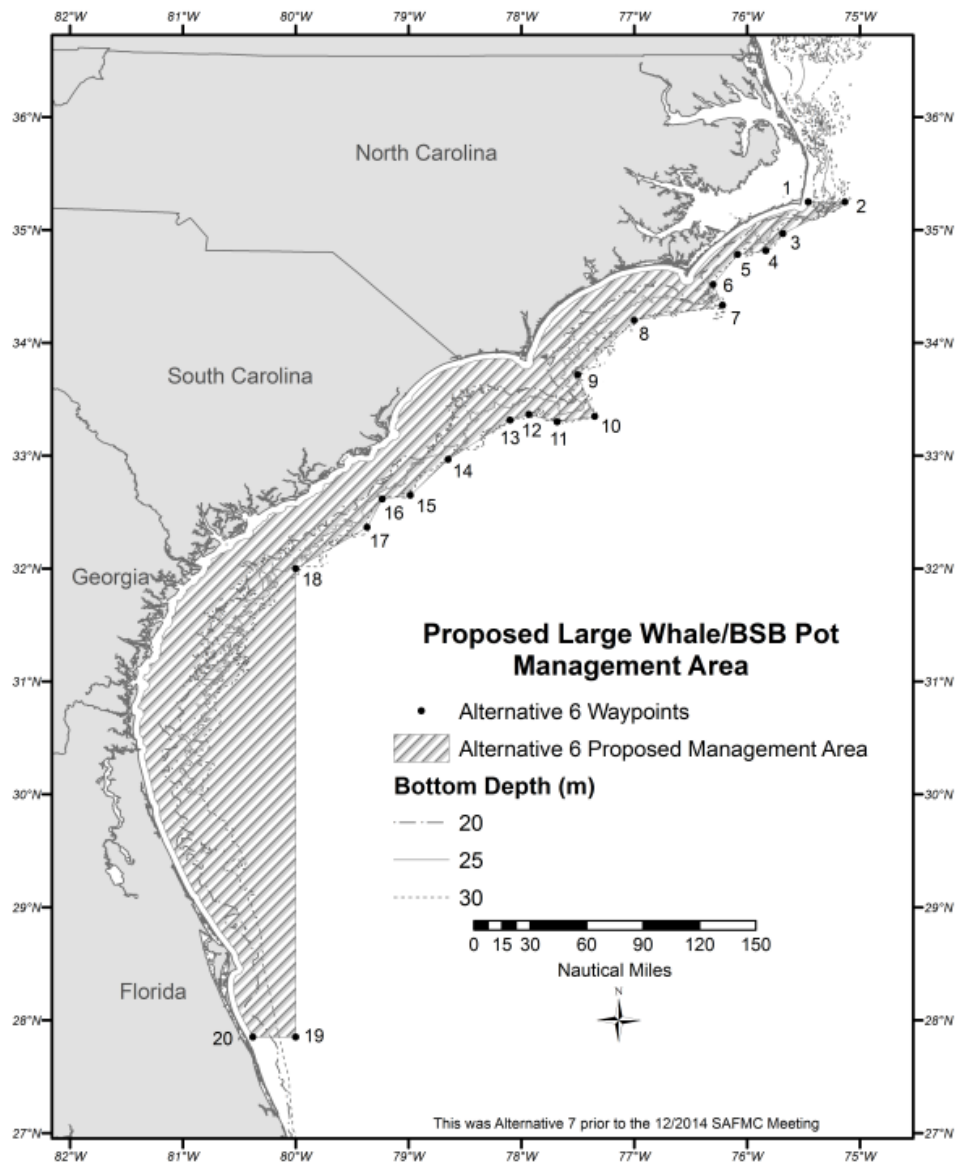 82°W 81°W 80°W 79°W 78°W 77°W 76°W 75°W
36°N 36°N
North Carolina
1
2
35°N 35°N
3
4
5
6
7
34°N 34°N
8
South Carolina
9
10
11
12
13
33°N 33°N
14
15
16
17
32°N 32°N
18
Georgia
Proposed Large Whale/BSB Pot
Management Area
31°N 31°N
Alternative 6 Waypoints
Alternative 6 Proposed Management Area
Bottom Depth (m)
30°N 30°N
20
25
30
29°N 29°N
0 15 30 60 90 120 150
Nautical Miles
N
Florida
28°N 28°N
20 19
This was Alternative 7 prior to the 12/2014 SAFMC Meeting
27°N 27°N
82°W 81°W 80°W 79°W 78°W 77°W 76°W 75°W